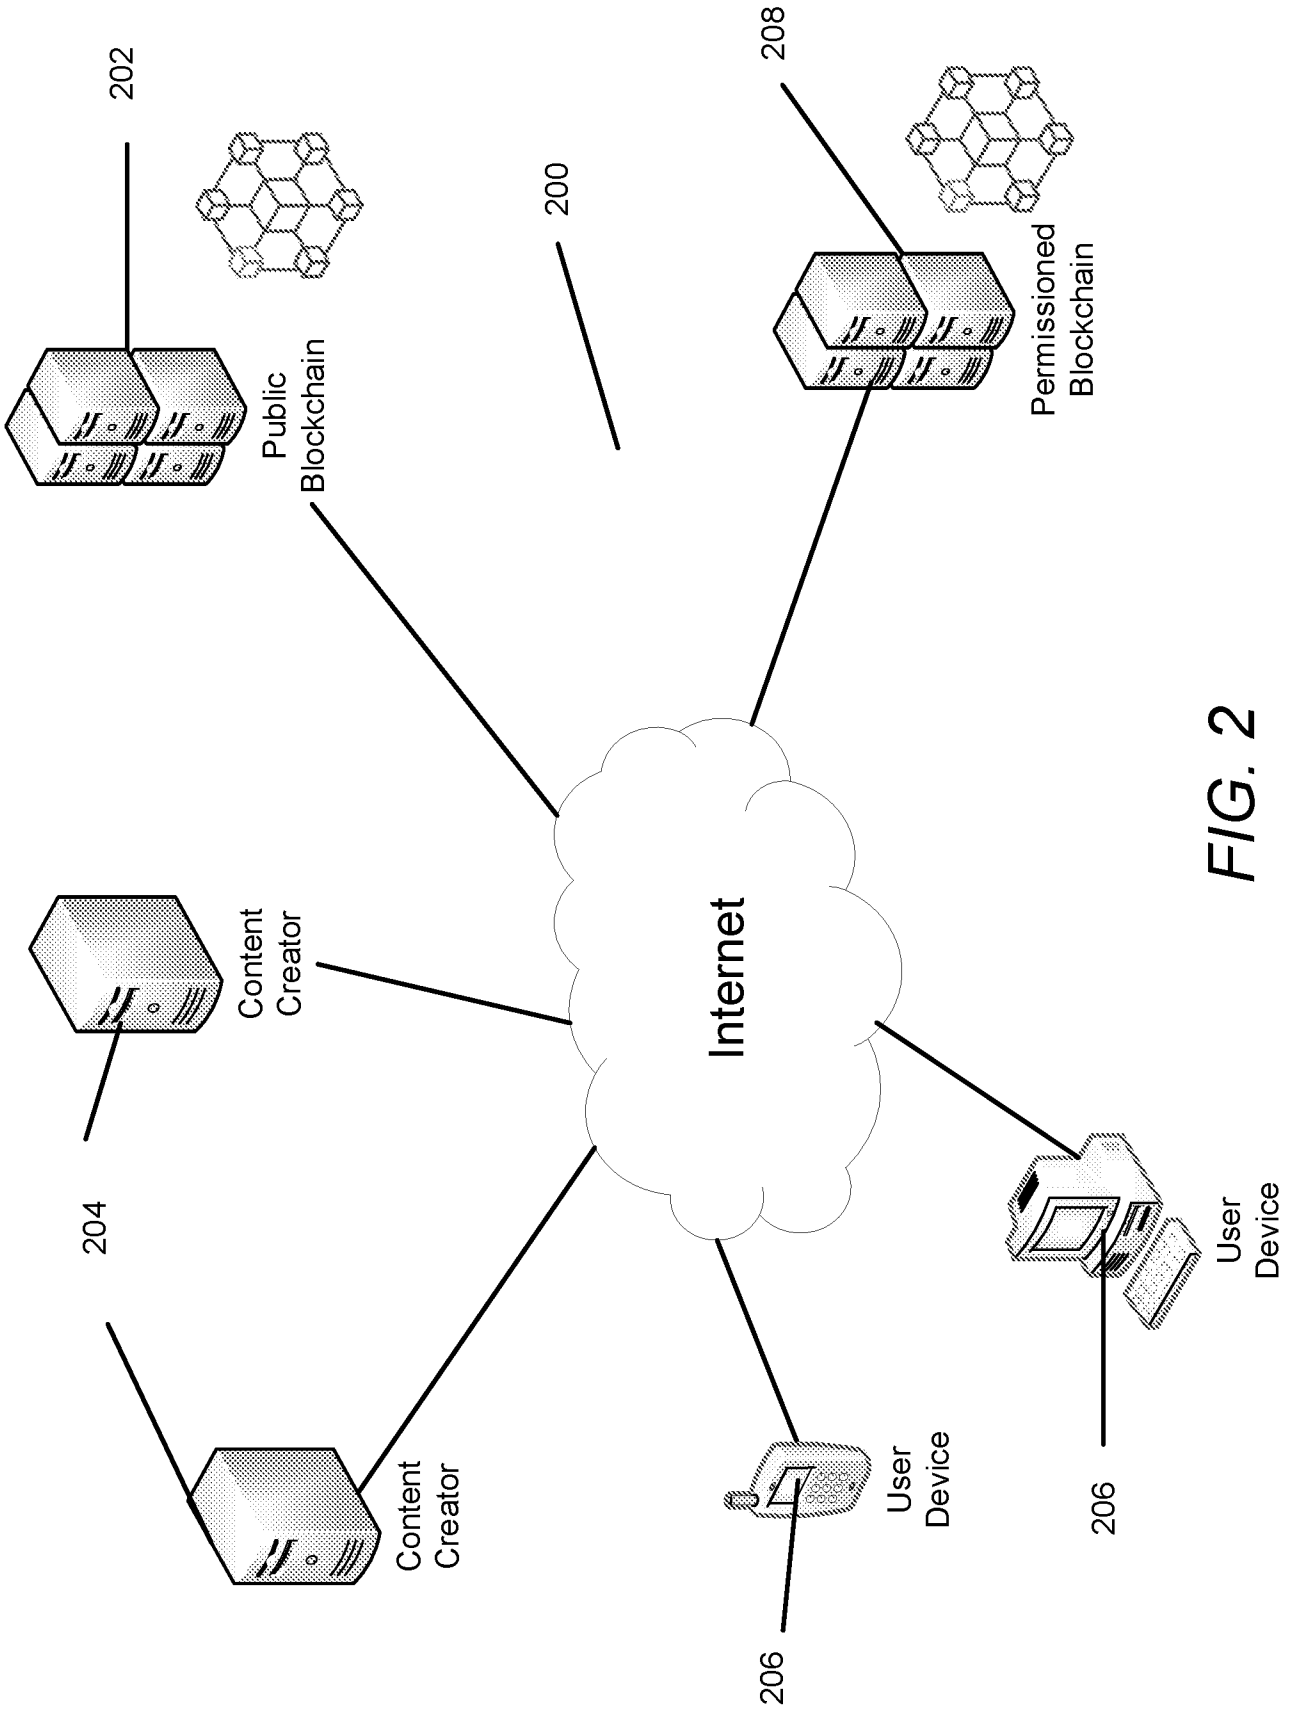 204
202
Content
Creator
Content
Creator
Public
Blockchain
200
Internet
206
User
Device
208
206
User
Device
Permissioned
Blockchain
FIG. 2